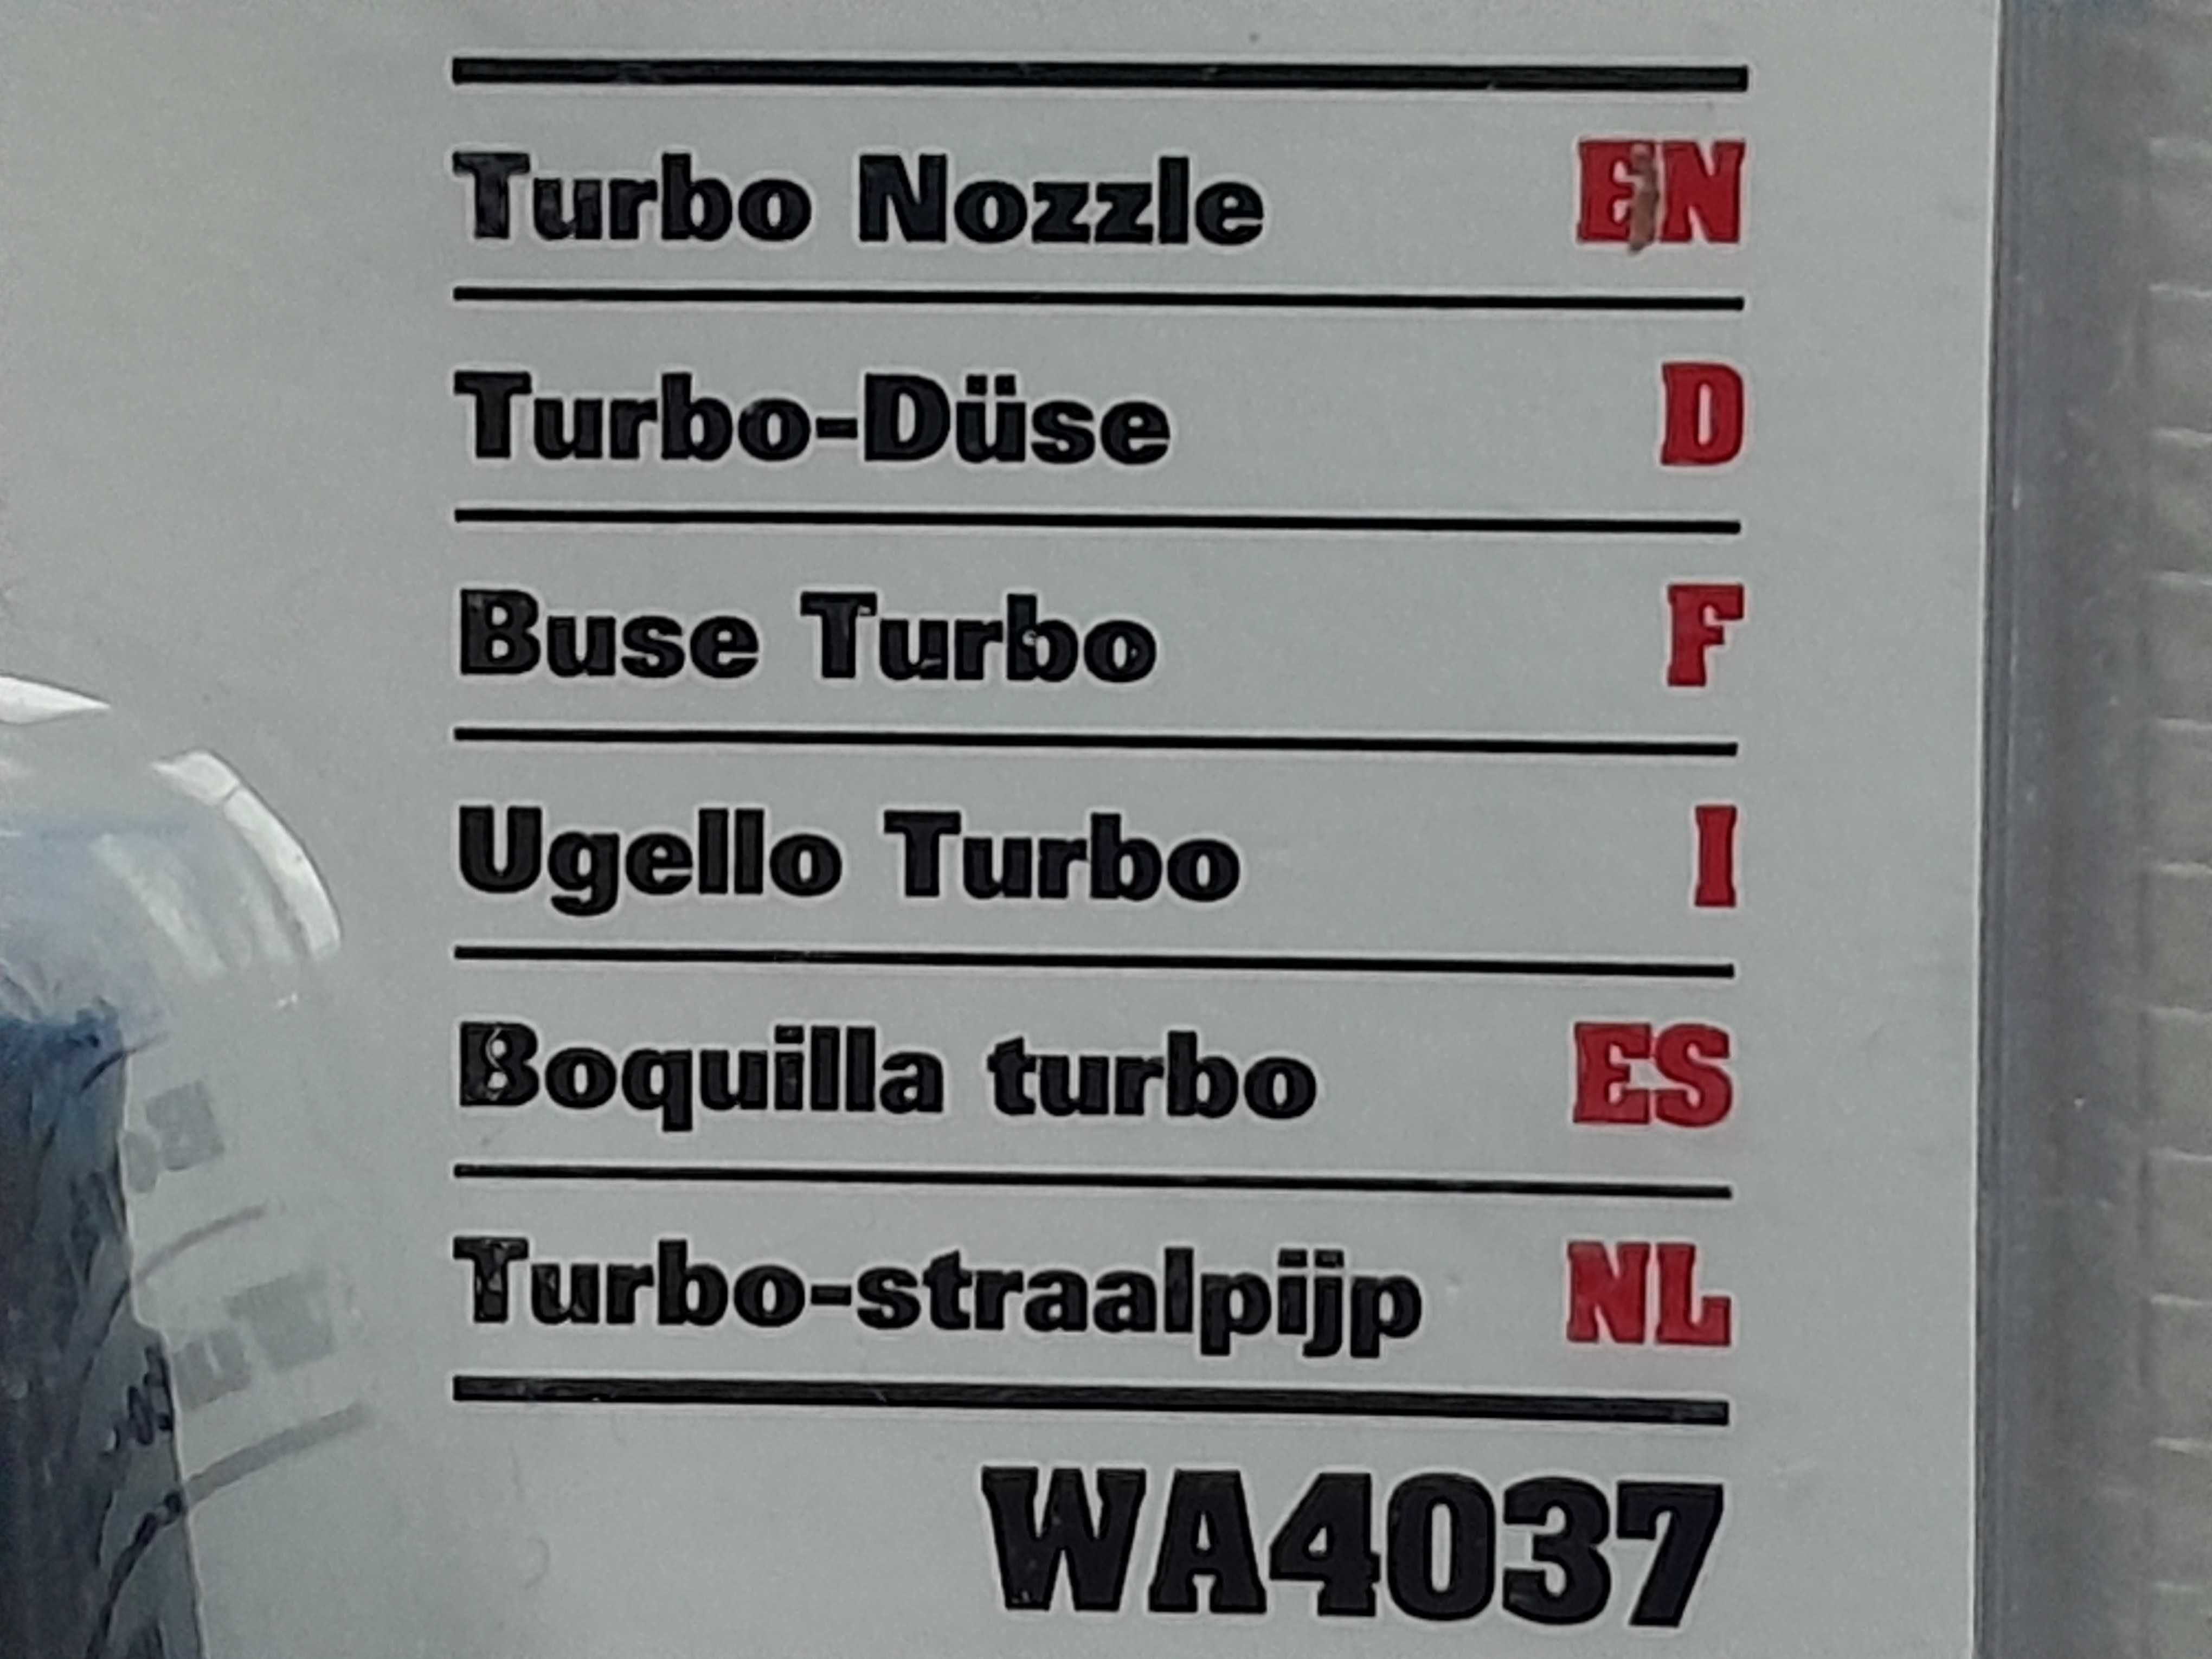 Turbo Nozzle EN
Turbo-Düse D
Buse Turbo F
Ugello Turbo I
Boquilla turbo ES
Turbo-straalpijp NL
WA4037